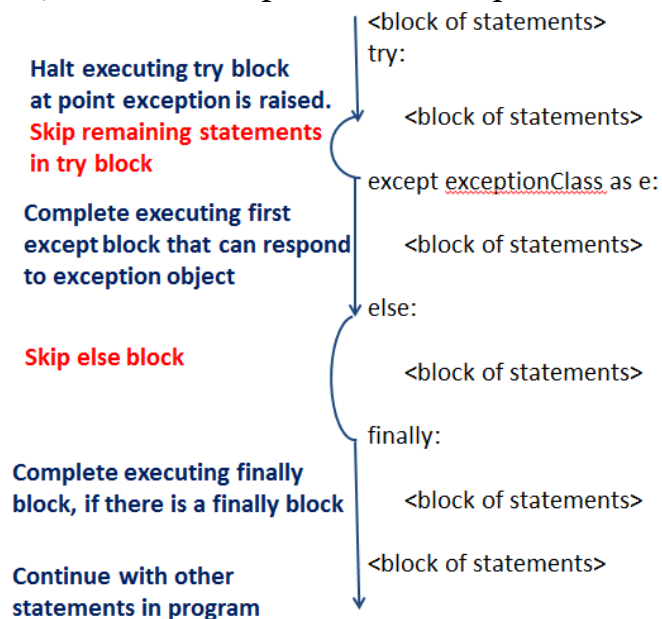 <block of statements>
try:
Halt executing try block
at point exception is raised.
Skip remaining statements
in try block
<block of statements>
except exceptionClass as e:
Complete executing first
except block that can respond
to exception object
<block of statements>
else:
Skip else block
<block of statements>
finally:
Complete executing finally
block, if there is a finally block
<block of statements>
<block of statements>
Continue with other
statements in program